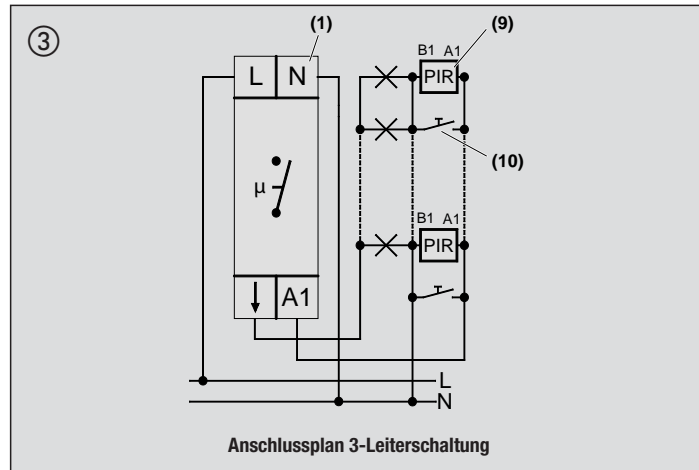 ③
(1)
(9)
B1 A1
L N
PIR
(10)
µ
B1 A1
PIR
A1
L
N
Anschlussplan 3-Leiterschaltung